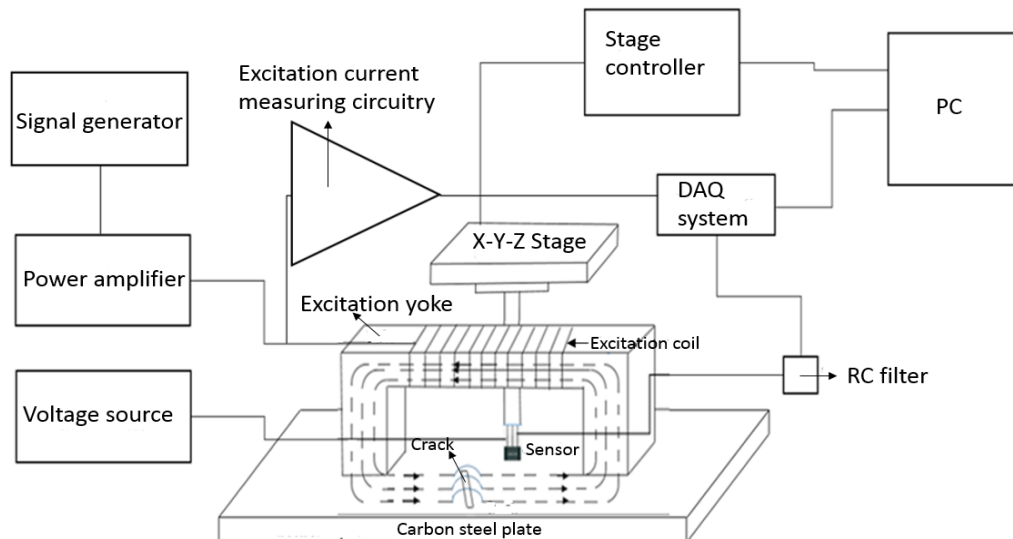 Stage
controller
PC
Excitation current
measuring circuitry
Signal generator
DAQ
system
X-Y-Z Stage
Power amplifier
Excitation yoke
Excitation coil
RC filter
Voltage source
Crack
Sensor
Carbon steel plate